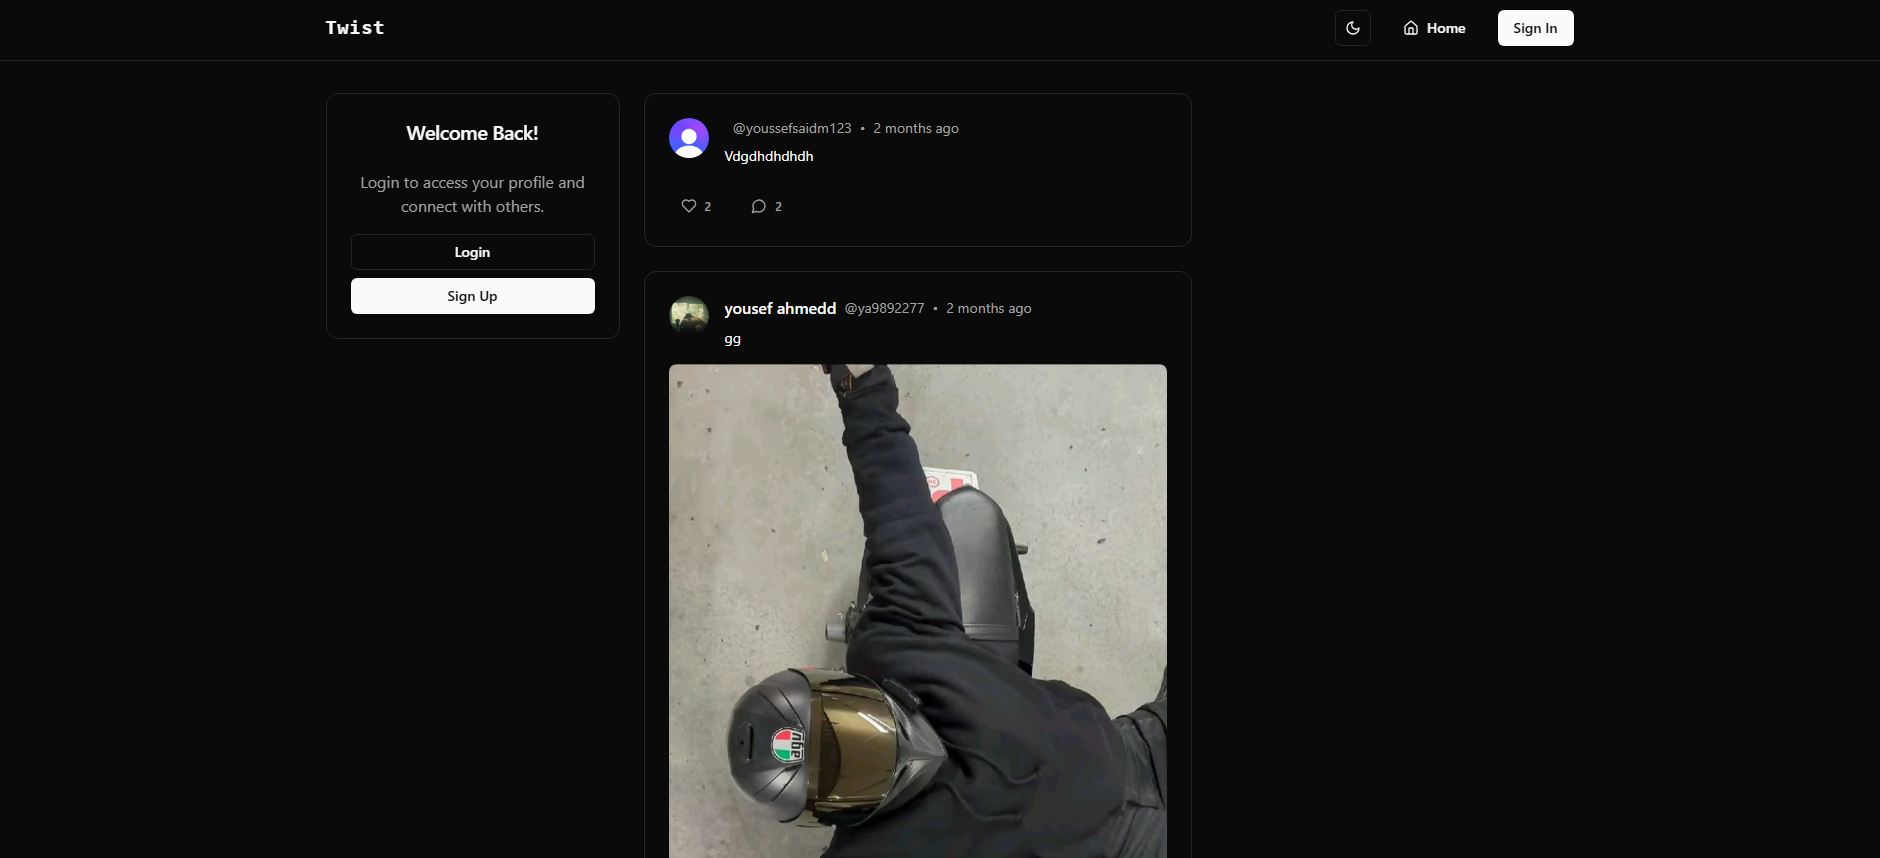 Twist
Home
Sign In
Welcome Back!
Login to access your profile and
connect with others.
Login
Sign Up
@youssefsaidm123 • 2 months ago
Vdgdhdhdhdh
2
2
yousef ahmedd @ya9892277 • 2 months ago
gg
agv